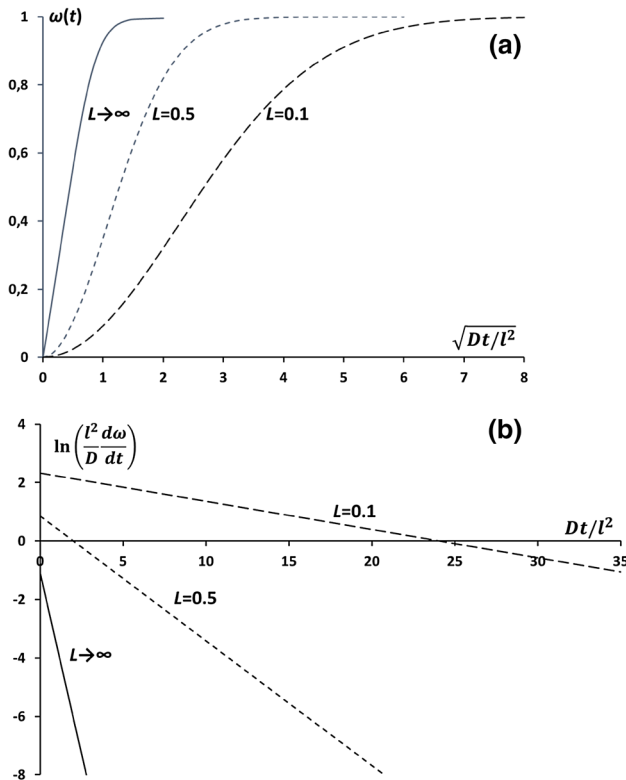 ω(t)
(a)
1
0,8
0,6
0,4
0,2
0
L→∞
L=0.5
L=0.1
√Dt/l²
0 1 2 3 4 5 6 7 8
(b)
4
2
0
-2
-4
-6
-8
ln(l²/D dω/dt)
L=0.1
Dt/l²
0 5 10 15 20 25 30 35
L=0.5
L→∞